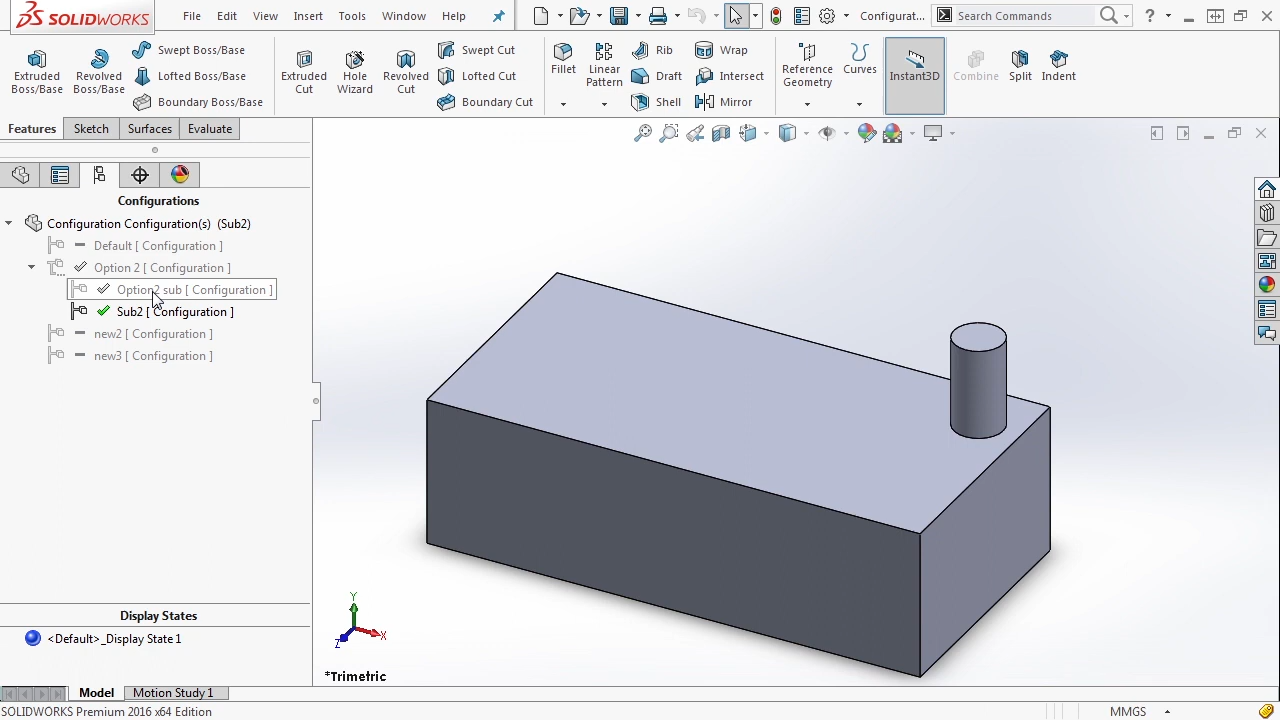 SOLIDWORKS File Edit View Insert Tools Window Help Configurat... Search Commands ?
Extruded Boss/Base
Revolved Boss/Base
Swept Boss/Base
Lofted Boss/Base
Boundary Boss/Base
Extruded Cut
Hole Wizard
Revolved Cut
Swept Cut
Lofted Cut
Boundary Cut
Fillet
Linear Pattern
Rib
Draft
Shell
Wrap
Intersect
Mirror
Reference Geometry
Curves
Instant3D
Combine
Split
Indent
Features Sketch Surfaces Evaluate
Configurations
Configuration Configuration(s) (Sub2)
Default [ Configuration ]
Option 2 [ Configuration ]
Option2 sub [ Configuration ]
Sub2 [ Configuration ]
new2 [ Configuration ]
new3 [ Configuration ]
Display States
<Default>_Display State 1
Y
X
Z
*Trimetric
Model Motion Study 1
SOLIDWORKS Premium 2016 x64 Edition MMGS